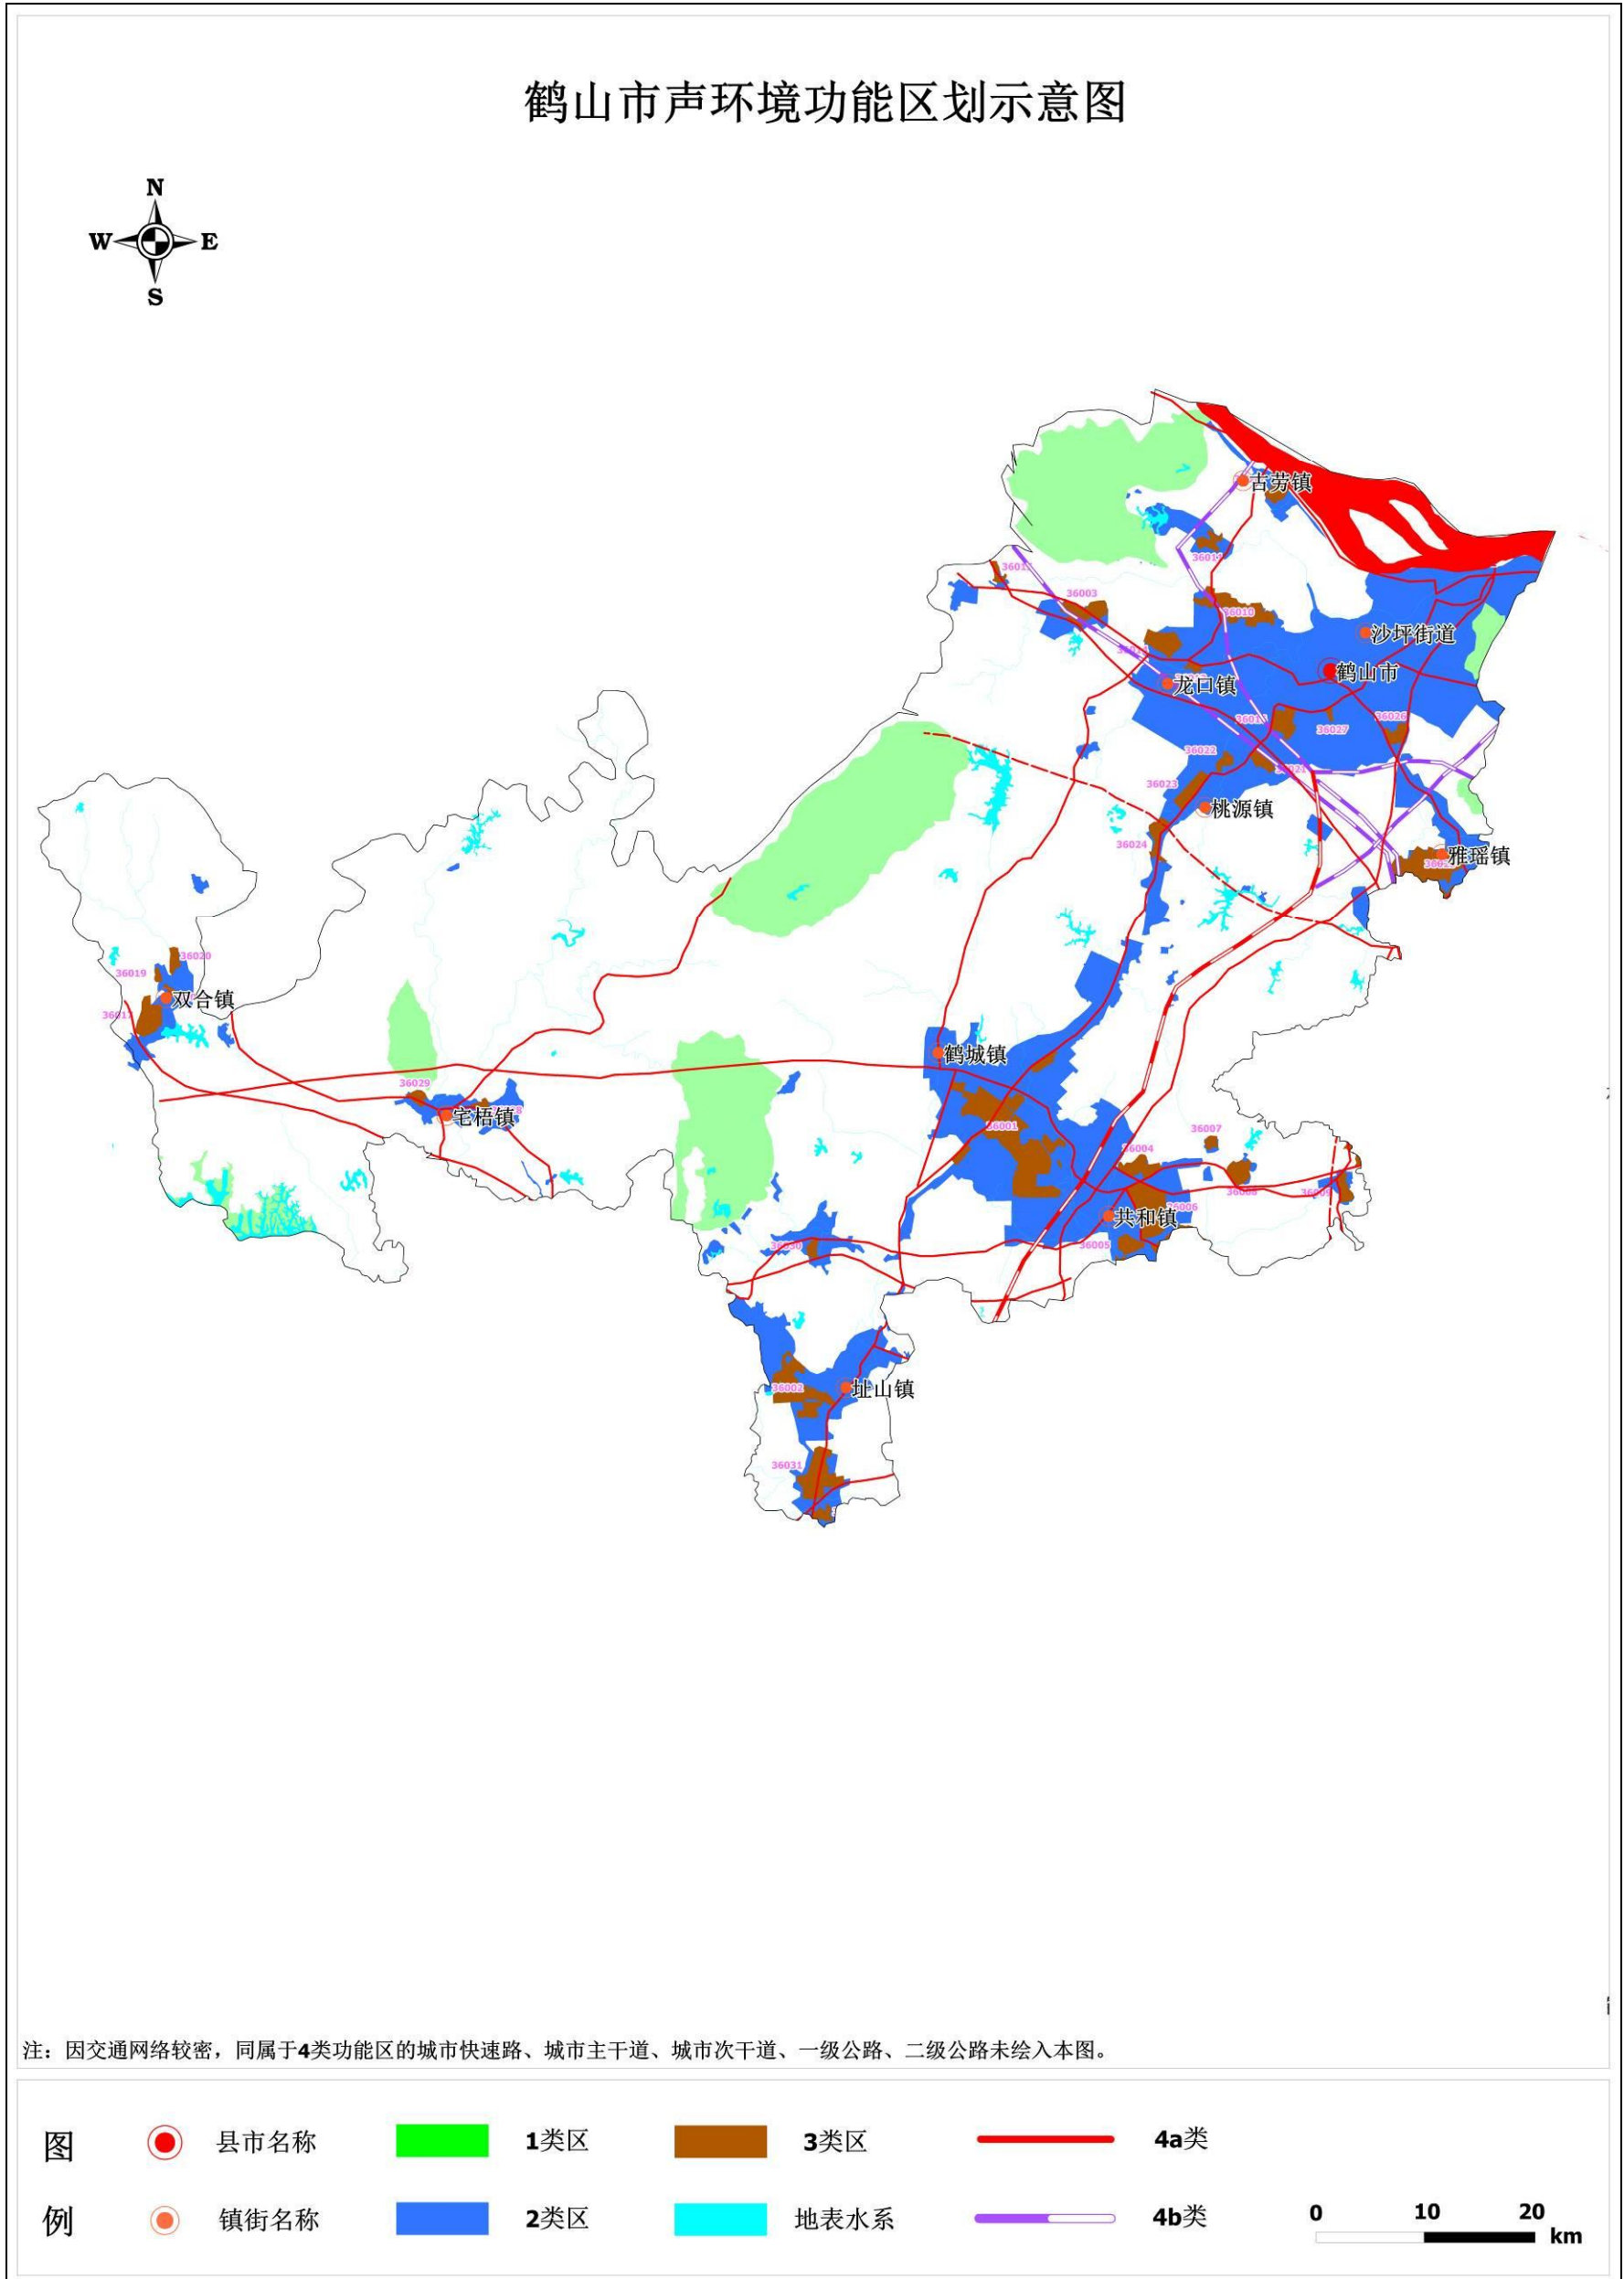 鹤山市声环境功能区划示意图
N
W E
S
古劳镇
36003
36010
沙坪街道
鹤山市
龙口镇
36026
36027
36022
36023
桃源镇
36024
雅瑶镇
36020
36019
双合镇
鹤城镇
36029
宅梧镇
36001
36007
36004
36006
共和镇
36005
36002
址山镇
36031
注：因交通网络较密，同属于4类功能区的城市快速路、城市主干道、城市次干道、一级公路、二级公路未绘入本图。
图 县市名称 1类区 3类区 4a类
例 镇街名称 2类区 地表水系 4b类
0 10 20
km